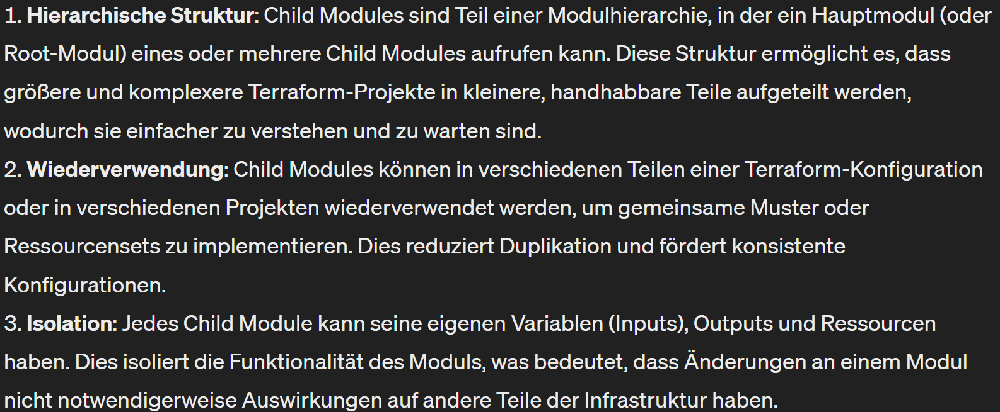 1. Hierarchische Struktur: Child Modules sind Teil einer Modulhierarchie, in der ein Hauptmodul (oder
Root-Modul) eines oder mehrere Child Modules aufrufen kann. Diese Struktur ermöglicht es, dass
größere und komplexere Terraform-Projekte in kleinere, handhabbare Teile aufgeteilt werden,
wodurch sie einfacher zu verstehen und zu warten sind.
2. Wiederverwendung: Child Modules können in verschiedenen Teilen einer Terraform-Konfiguration
oder in verschiedenen Projekten wiederverwendet werden, um gemeinsame Muster oder
Ressourcensets zu implementieren. Dies reduziert Duplikation und fördert konsistente
Konfigurationen.
3. Isolation: Jedes Child Module kann seine eigenen Variablen (Inputs), Outputs und Ressourcen
haben. Dies isoliert die Funktionalität des Moduls, was bedeutet, dass Änderungen an einem Modul
nicht notwendigerweise Auswirkungen auf andere Teile der Infrastruktur haben.